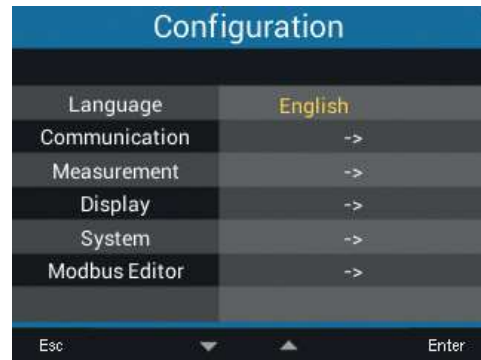 Configuration
Language English
Communication ->
Measurement ->
Display ->
System ->
Modbus Editor ->
Esc Enter